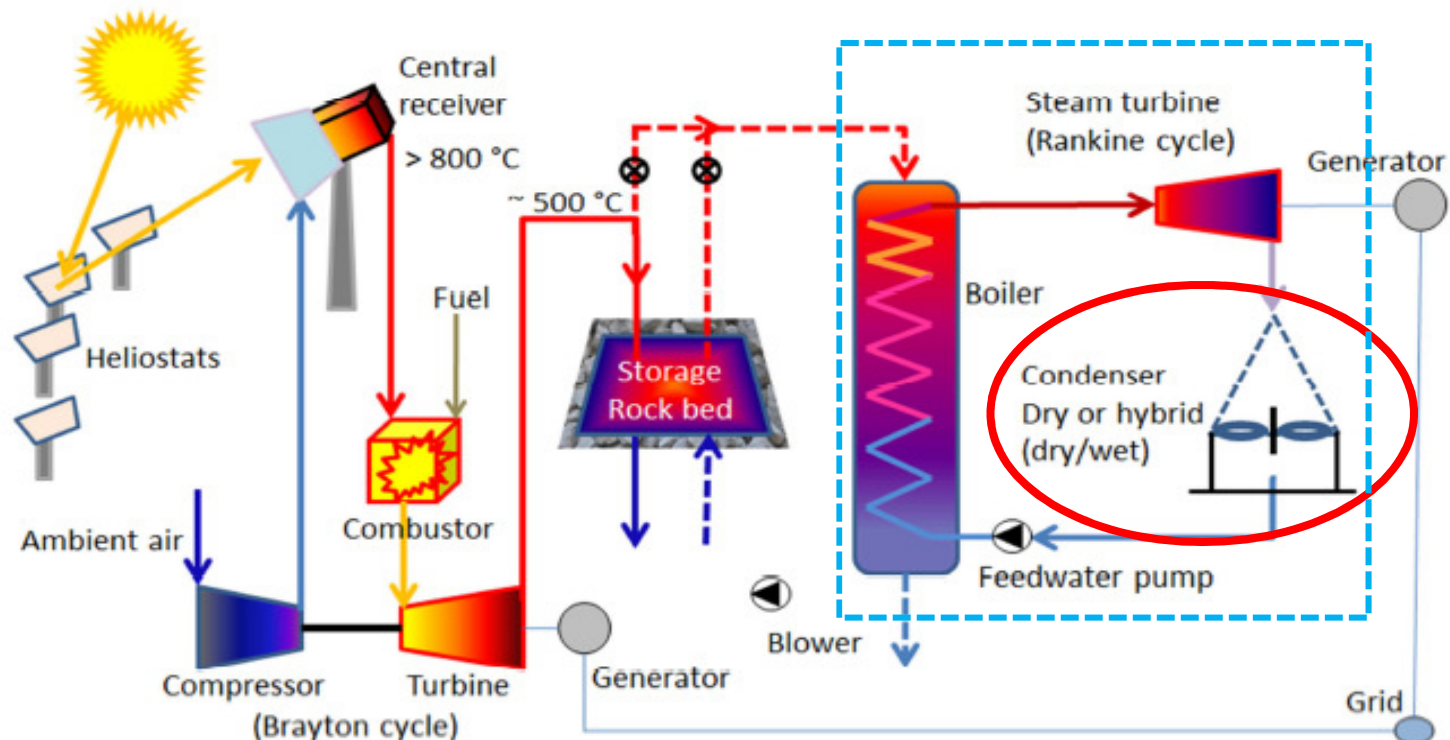 Central
receiver
> 800 °C
~ 500 °C
Fuel
Heliostats
Storage
Rock bed
Steam turbine
(Rankine cycle)
Generator
Boiler
Condenser
Dry or hybrid
(dry/wet)
Combustor
Ambient air
Feedwater pump
Blower
Compressor
Turbine
(Brayton cycle)
Generator
Grid